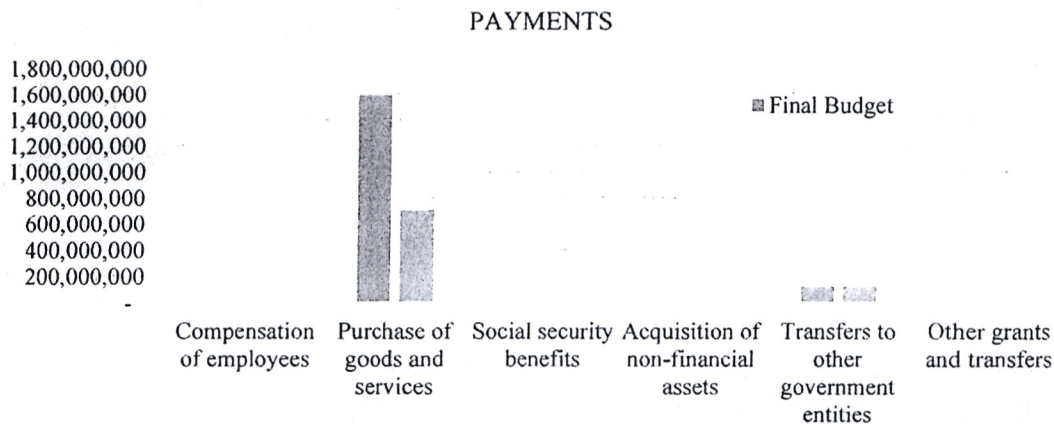 PAYMENTS
1,800,000,000
1,600,000,000
1,400,000,000
1,200,000,000
1,000,000,000
800,000,000
600,000,000
400,000,000
200,000,000
-
Final Budget
Compensation of employees
Purchase of goods and services
Social security benefits
Acquisition of non-financial assets
Transfers to other government entities
Other grants and transfers